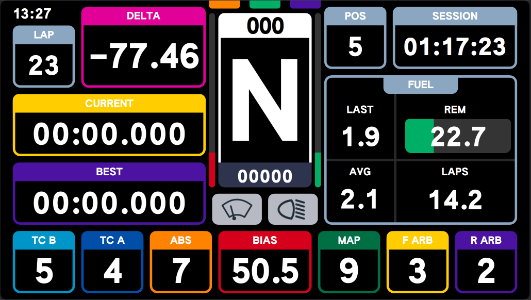 13:27
LAP
23
DELTA
-77.46
CURRENT
00:00.000
BEST
00:00.000
000
N
00000
POS
5
SESSION
01:17:23
FUEL
LAST
1.9
REM
22.7
AVG
2.1
LAPS
14.2
TC B
5
TC A
4
ABS
7
BIAS
50.5
MAP
9
F ARB
3
R ARB
2